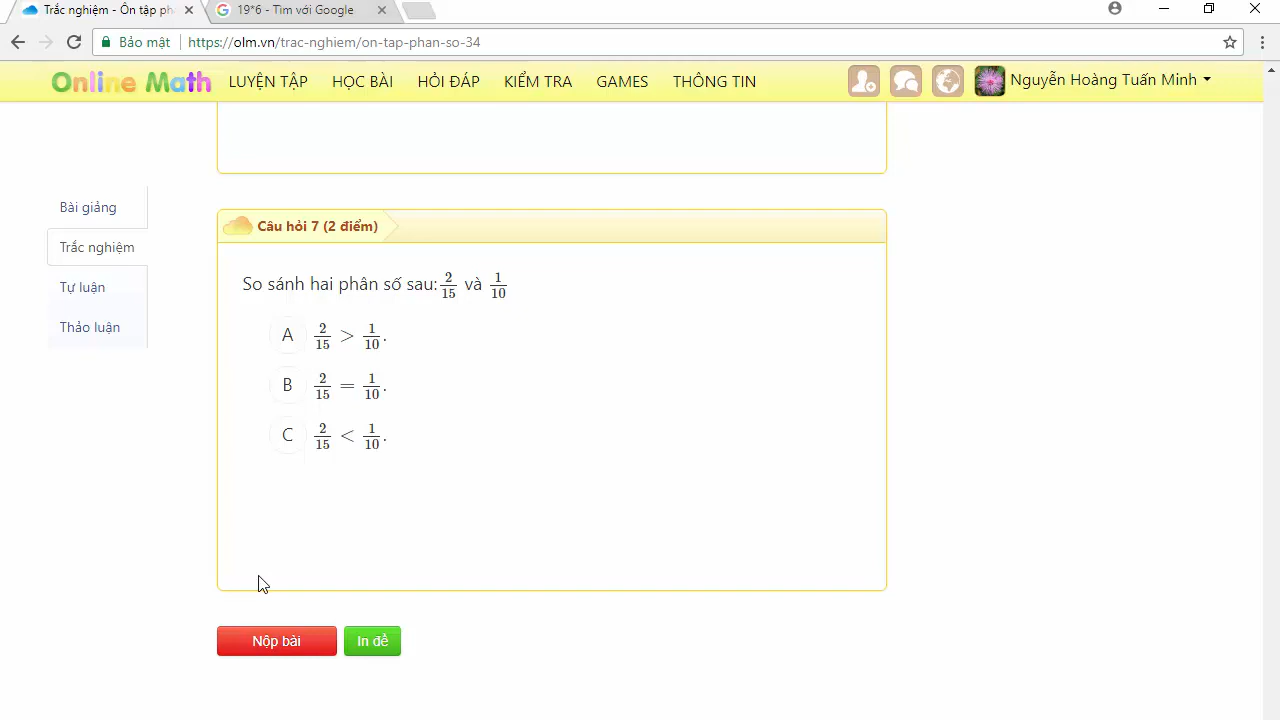 Trắc nghiệm - Ôn tập ph
19*6 - Tìm với Google
Bảo mật | https://olm.vn/trac-nghiem/on-tap-phan-so-34
Online Math LUYỆN TẬP HỌC BÀI HỎI ĐÁP KIỂM TRA GAMES THÔNG TIN Nguyễn Hoàng Tuấn Minh
Bài giảng
Trắc nghiệm
Tự luận
Thảo luận
Câu hỏi 7 (2 điểm)
So sánh hai phân số sau: 2/15 và 1/10
A 2/15 > 1/10.
B 2/15 = 1/10.
C 2/15 < 1/10.
Nộp bài In đề